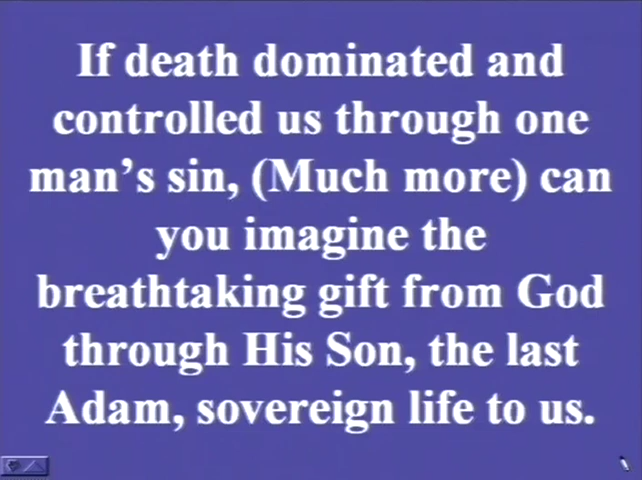 If death dominated and
controlled us through one
man’s sin, (Much more) can
you imagine the
breathtaking gift from God
through His Son, the last
Adam, sovereign life to us.